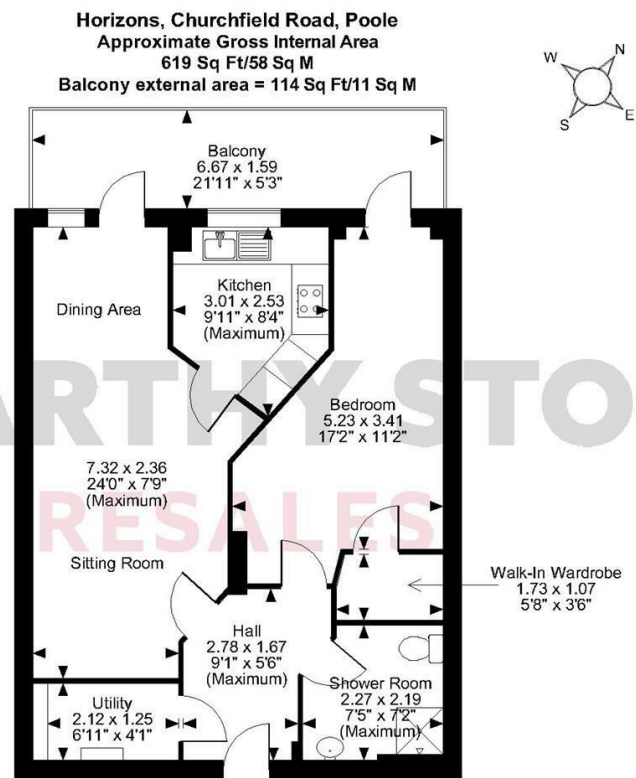 Horizons, Churchfield Road, Poole
Approximate Gross Internal Area
619 Sq Ft/58 Sq M
Balcony external area = 114 Sq Ft/11 Sq M
W
N
S
E
Balcony
6.67 x 1.59
21'11" x 5'3"
Dining Area
Kitchen
3.01 x 2.53
9'11" x 8'4"
(Maximum)
ARTHY STO
Bedroom
5.23 x 3.41
17'2" x 11'2"
7.32 x 2.36
24'0" x 7'9"
(Maximum)
RESALES
Sitting Room
Walk-In Wardrobe
1.73 x 1.07
5'8" x 3'6"
Hall
2.78 x 1.67
9'1" x 5'6"
(Maximum)
Shower Room
2.27 x 2.19
7'5" x 7'2"
(Maximum)
Utility
2.12 x 1.25
6'11" x 4'1"